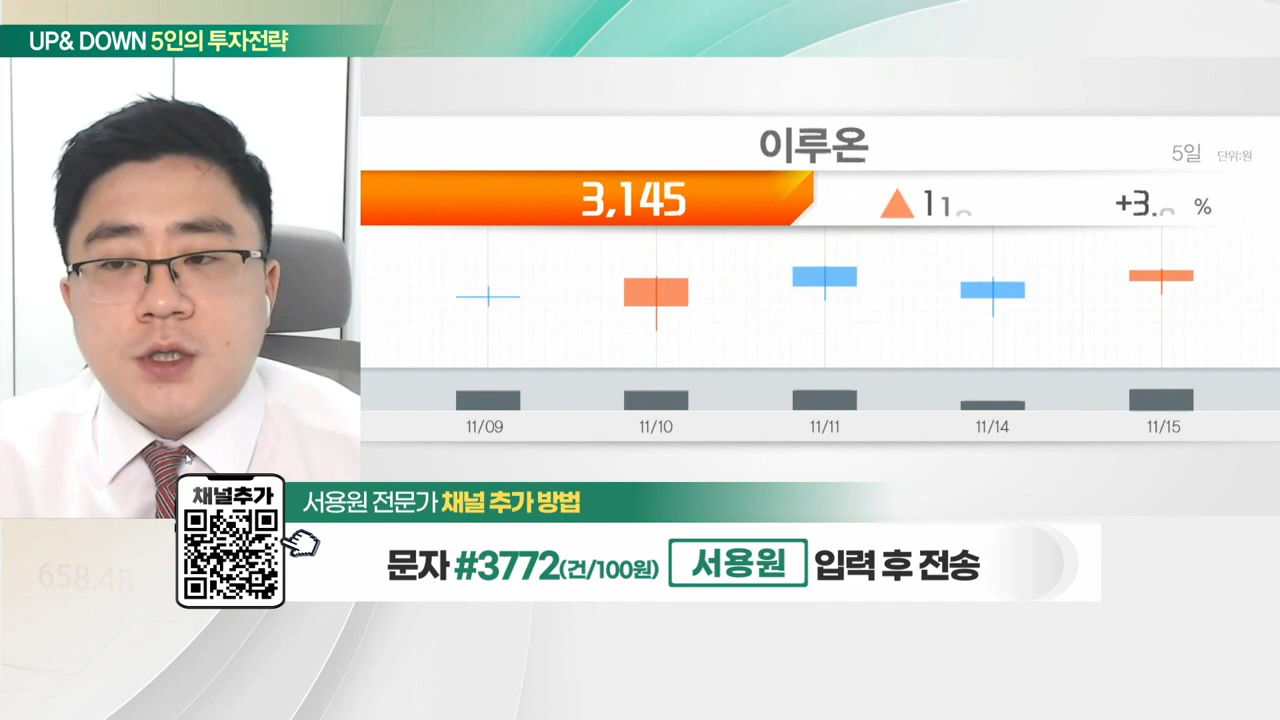 UP& DOWN 5인의 투자전략
이루온
5일 단위:원
3,145
▲ 11
+3. %
11/09 11/10 11/11 11/14 11/15
채널추가
서용원 전문가 채널 추가 방법
문자 #3772(건/100원) 서용원 입력 후 전송
658.48